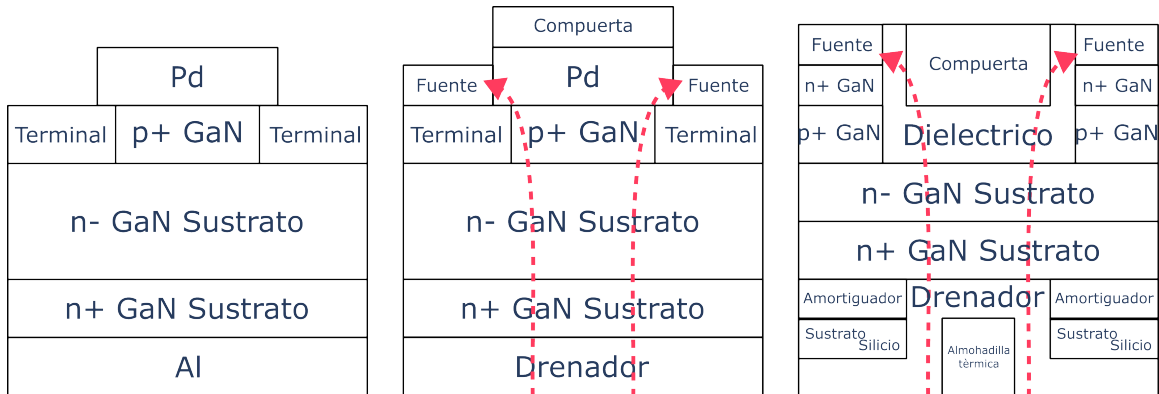 Pd
Terminal p+ GaN Terminal
n- GaN Sustrato
n+ GaN Sustrato
Al
Compuerta
Fuente Pd Fuente
Terminal p+ GaN Terminal
n- GaN Sustrato
n+ GaN Sustrato
Drenador
Fuente Compuerta Fuente
n+ GaN n+ GaN
p+ GaN Dielectrico p+ GaN
n- GaN Sustrato
n+ GaN Sustrato
Amortiguador Drenador Amortiguador
Sustrato Sustrato
Silicio Silicio
Almohadilla
tèrmica